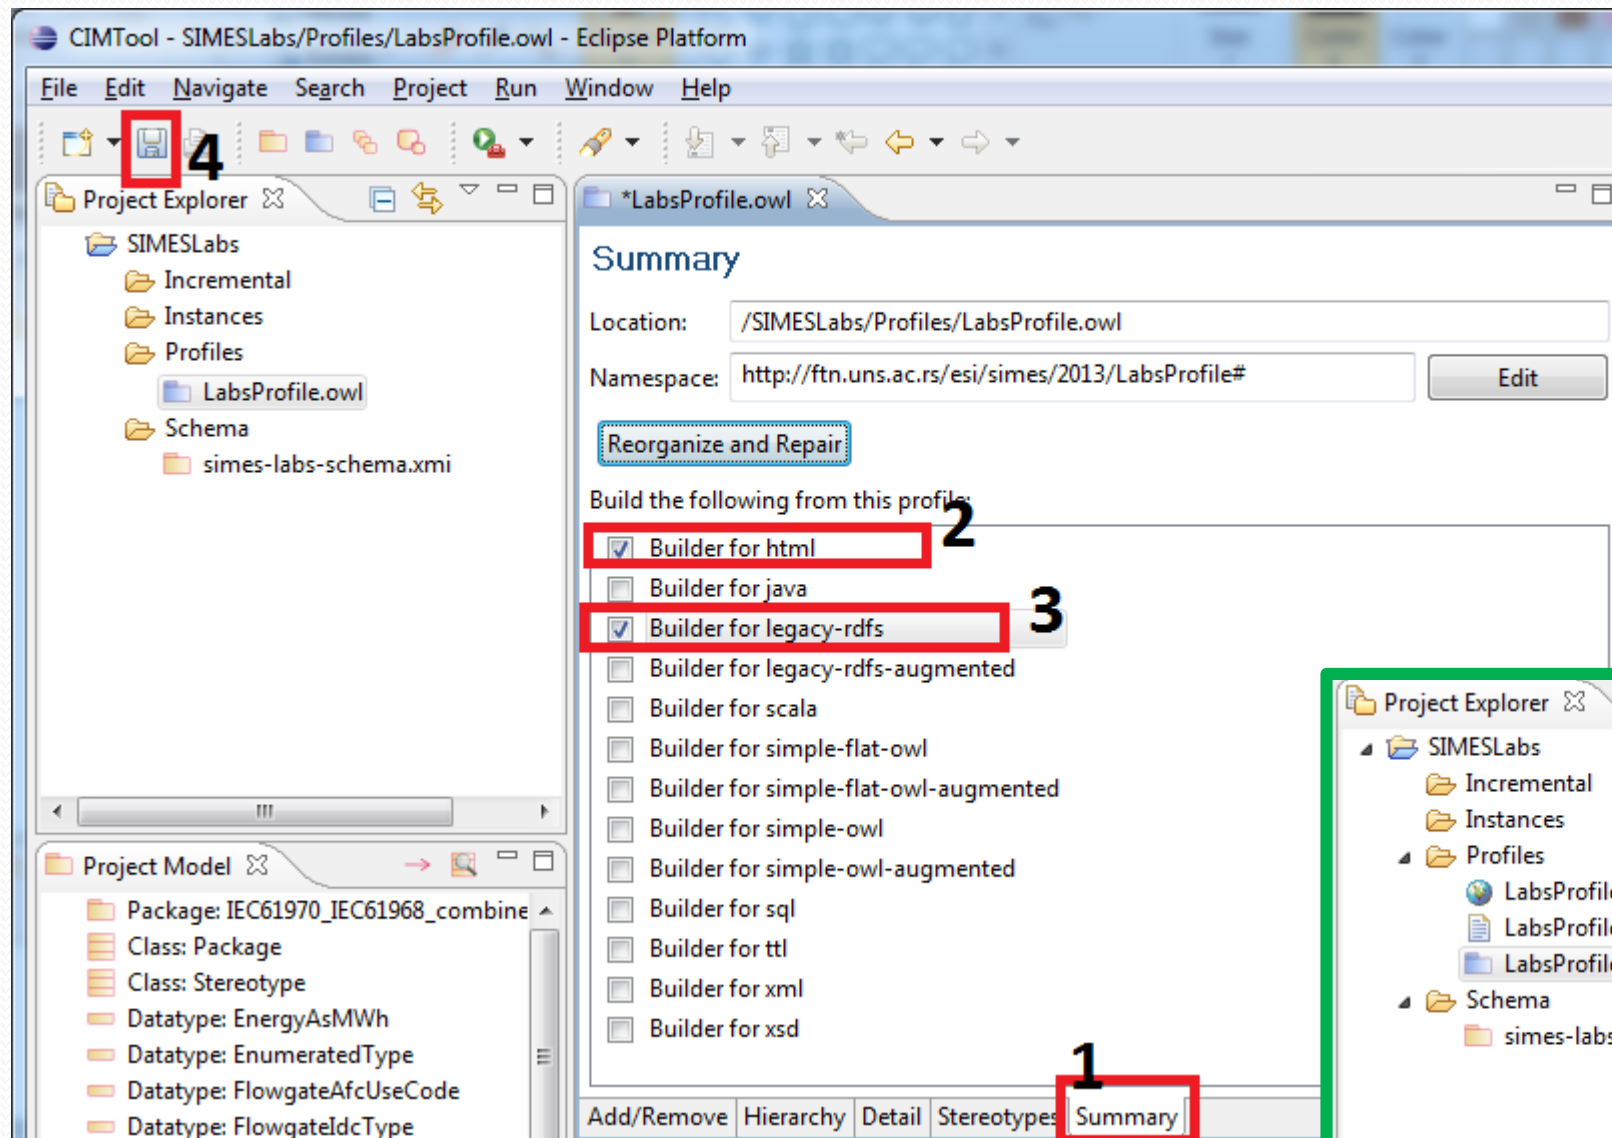 CIMTool - SIMESLabs/Profiles/LabsProfile.owl - Eclipse Platform
File Edit Navigate Search Project Run Window Help
4
Project Explorer
SIMESLabs
Incremental
Instances
Profiles
LabsProfile.owl
Schema
simes-labs-schema.xmi
Project Model
Package: IEC61970_IEC61968_combine
Class: Package
Class: Stereotype
Datatype: EnergyAsMWh
Datatype: EnumeratedType
Datatype: FlowgateAfcUseCode
Datatype: FlowgateIdcType
*LabsProfile.owl
Summary
Location: /SIMESLabs/Profiles/LabsProfile.owl
Namespace: http://ftn.uns.ac.rs/esi/simes/2013/LabsProfile# Edit
Reorganize and Repair
Build the following from this profile:
2
Builder for html
Builder for java
3
Builder for legacy-rdfs
Builder for legacy-rdfs-augmented
Builder for scala
Builder for simple-flat-owl
Builder for simple-flat-owl-augmented
Builder for simple-owl
Builder for simple-owl-augmented
Builder for sql
Builder for ttl
Builder for xml
Builder for xsd
1
Add/Remove Hierarchy Detail Stereotypes Summary
Project Explorer
SIMESLabs
Incremental
Instances
Profiles
LabsProfile
LabsProfile
LabsProfile
Schema
simes-labs